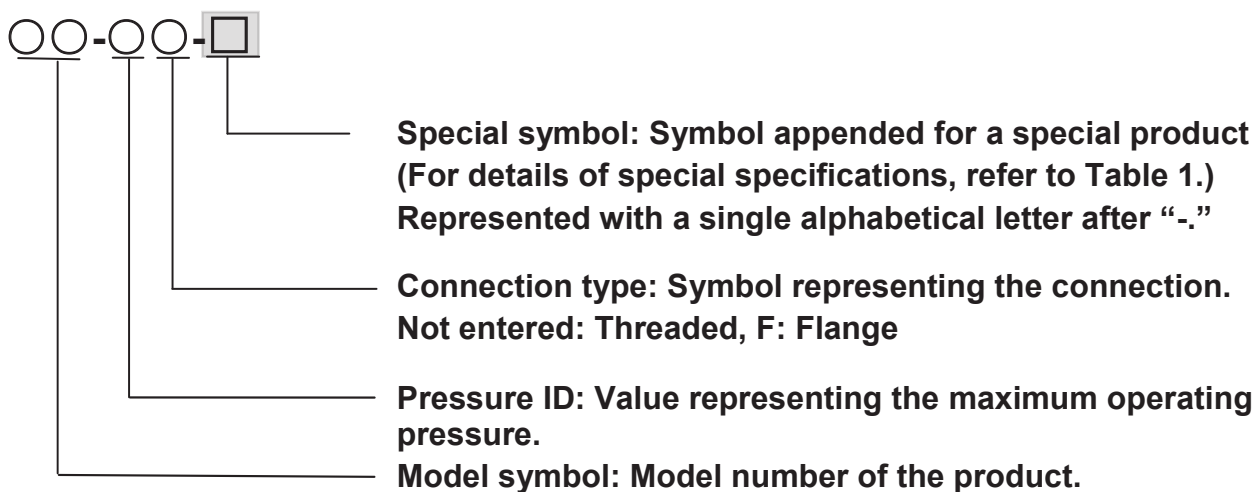 ○○-○○-□
Special symbol: Symbol appended for a special product
(For details of special specifications, refer to Table 1.)
Represented with a single alphabetical letter after “-.”
Connection type: Symbol representing the connection.
Not entered: Threaded, F: Flange
Pressure ID: Value representing the maximum operating
pressure.
Model symbol: Model number of the product.